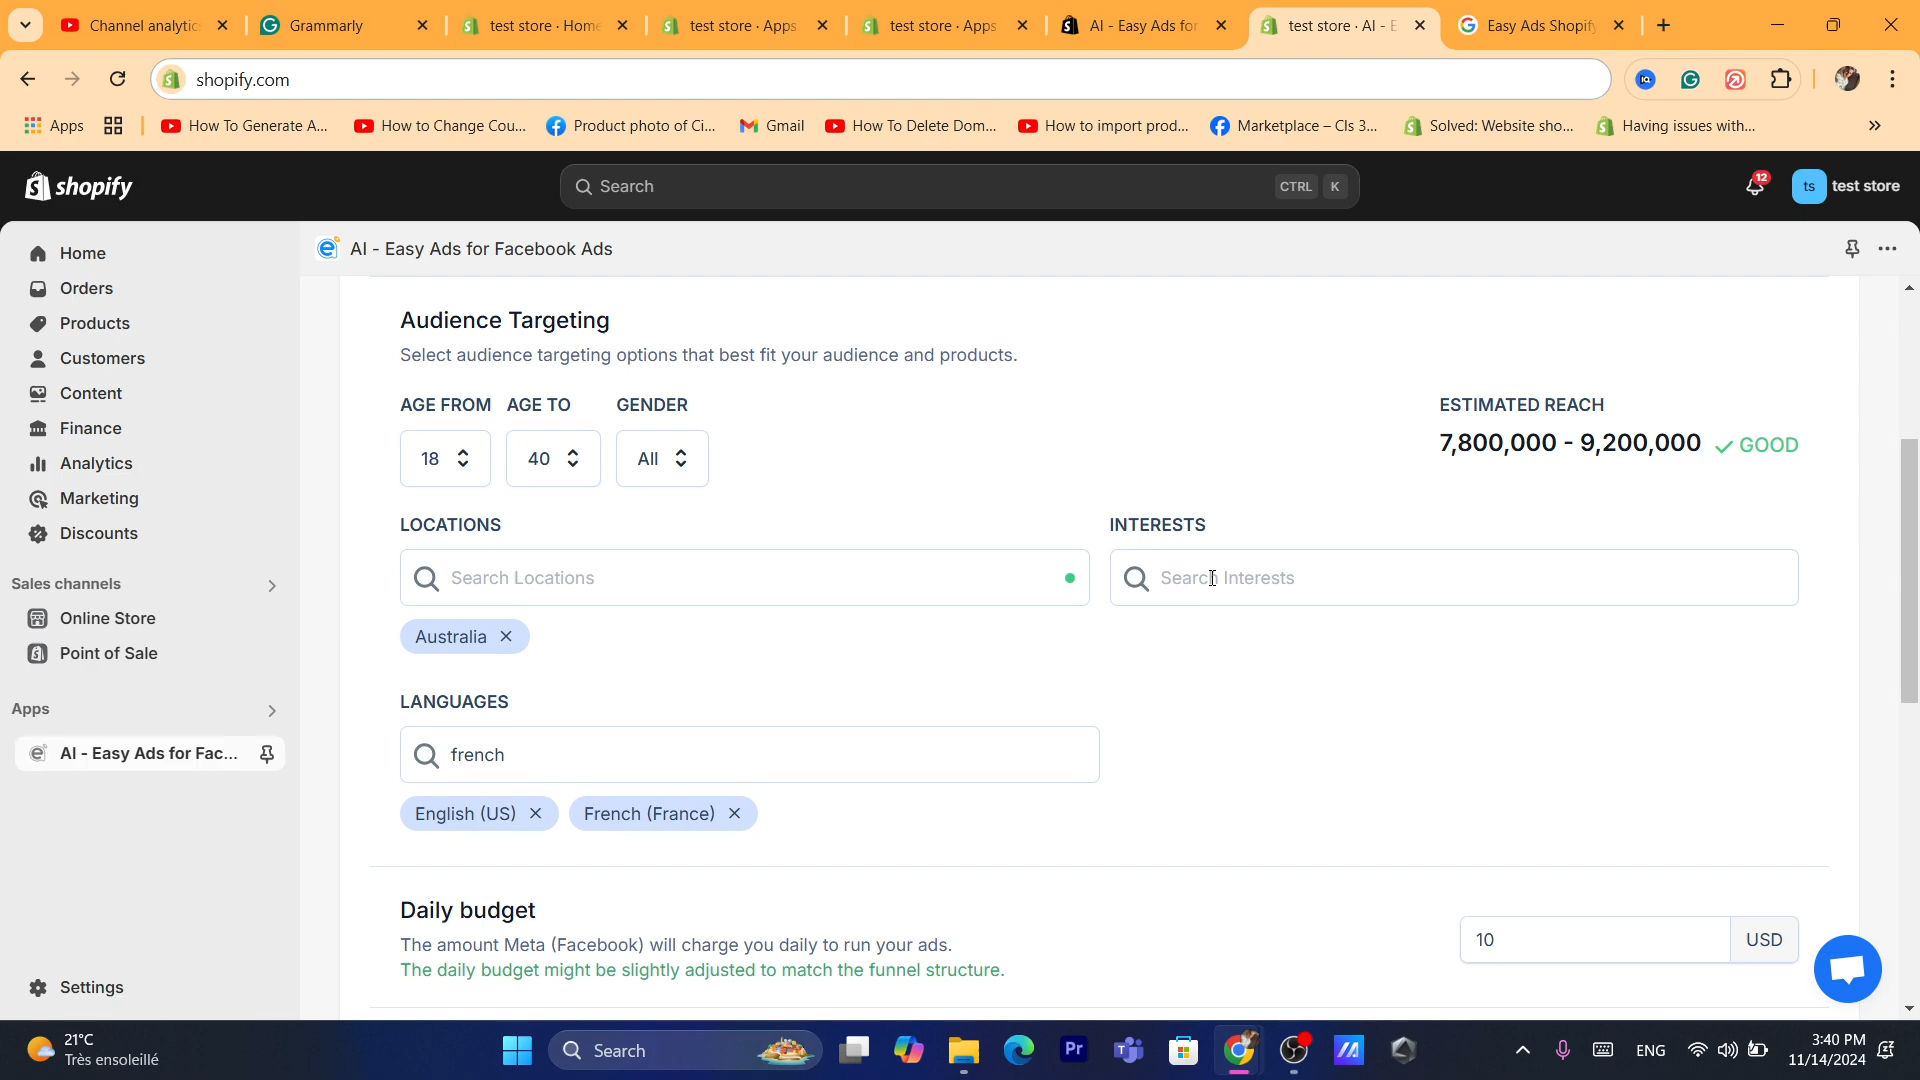 Channel analytic
Grammarly
test store · Home
test store · Apps
test store · Apps
AI - Easy Ads for
test store · AI - E
Easy Ads Shopify
shopify.com
Apps
How To Generate A...
How to Change Cou...
Product photo of Ci...
Gmail
How To Delete Dom...
How to import prod...
Marketplace – Cls 3...
Solved: Website sho...
Having issues with...
shopify
Search
CTRL K
12
ts
test store
Home
Orders
Products
Customers
Content
Finance
Analytics
Marketing
Discounts
Sales channels
Online Store
Point of Sale
Apps
AI - Easy Ads for Fac...
Settings
AI - Easy Ads for Facebook Ads
Audience Targeting
Select audience targeting options that best fit your audience and products.
AGE FROM AGE TO GENDER
18 40 All
ESTIMATED REACH
7,800,000 - 9,200,000 GOOD
LOCATIONS
Search Locations
Australia
INTERESTS
Search Interests
LANGUAGES
french
English (US) French (France)
Daily budget
The amount Meta (Facebook) will charge you daily to run your ads.
The daily budget might be slightly adjusted to match the funnel structure.
10 USD
21°C
Très ensoleillé
Search
Pr
ENG
3:40 PM
11/14/2024